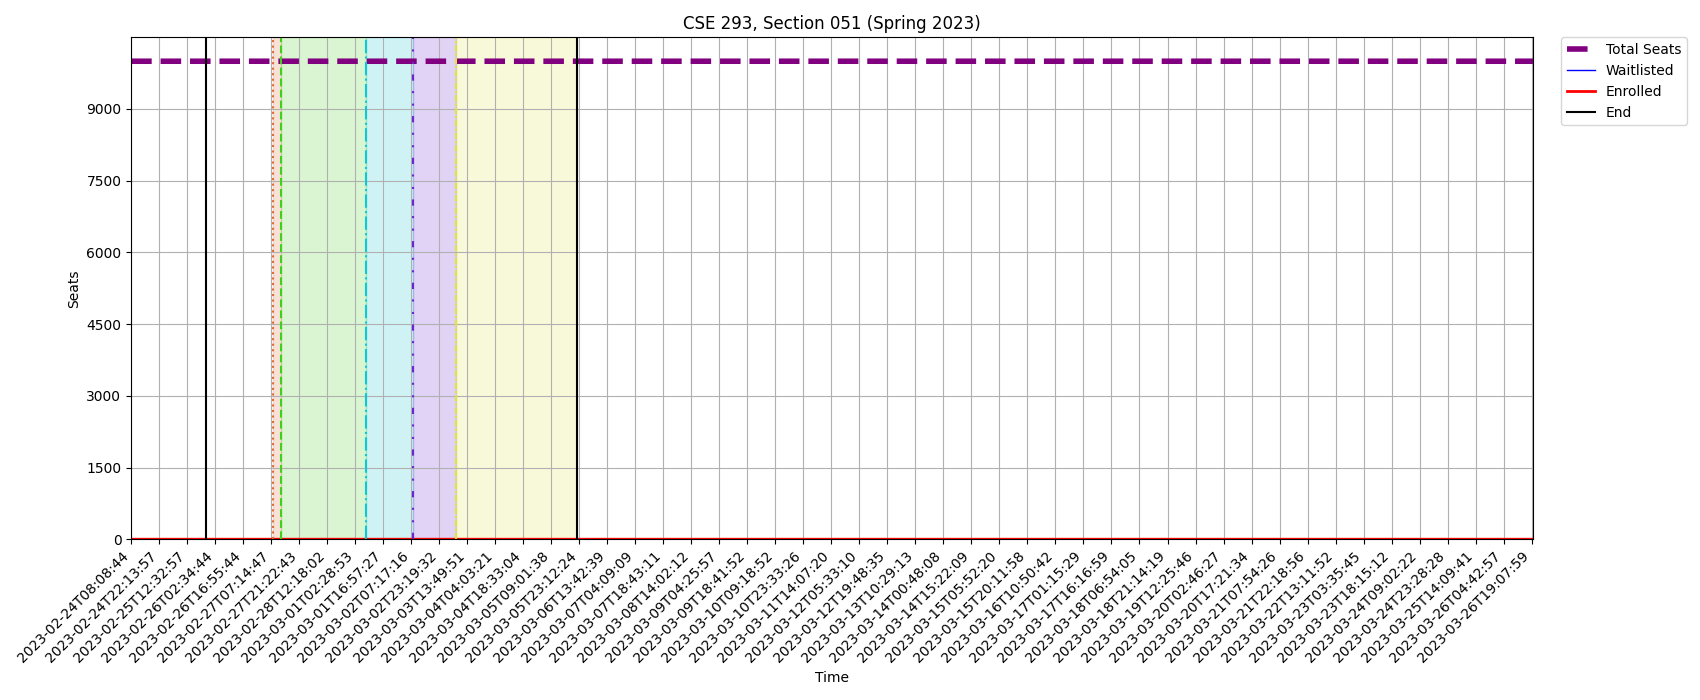 CSE 293, Section 051 (Spring 2023)
Total Seats
Waitlisted
Enrolled
End
Seats
9000
7500
6000
4500
3000
1500
0
2023-02-24T08:08:44
2023-02-24T22:13:57
2023-02-25T12:32:57
2023-02-26T02:34:44
2023-02-26T16:55:44
2023-02-27T07:14:47
2023-02-27T21:22:43
2023-02-28T12:18:02
2023-03-01T02:28:53
2023-03-01T16:57:27
2023-03-02T07:17:16
2023-03-02T23:19:32
2023-03-03T13:49:51
2023-03-04T04:03:21
2023-03-04T18:33:04
2023-03-05T09:01:38
2023-03-05T23:12:24
2023-03-06T13:42:39
2023-03-07T04:09:09
2023-03-07T18:43:11
2023-03-08T14:02:12
2023-03-09T04:25:57
2023-03-09T18:41:52
2023-03-10T09:18:52
2023-03-10T23:33:26
2023-03-11T14:07:20
2023-03-12T05:33:10
2023-03-12T19:48:35
2023-03-13T10:29:13
2023-03-14T00:48:08
2023-03-14T15:22:09
2023-03-15T05:52:20
2023-03-15T20:11:58
2023-03-16T10:50:42
2023-03-17T01:15:29
2023-03-17T16:16:59
2023-03-18T06:54:05
2023-03-18T21:14:19
2023-03-19T12:25:46
2023-03-20T02:46:27
2023-03-20T17:21:34
2023-03-21T07:54:26
2023-03-21T22:18:56
2023-03-22T13:11:52
2023-03-23T03:35:45
2023-03-23T18:15:12
2023-03-24T09:02:22
2023-03-24T23:28:28
2023-03-25T14:09:41
2023-03-26T04:42:57
2023-03-26T19:07:59
Time